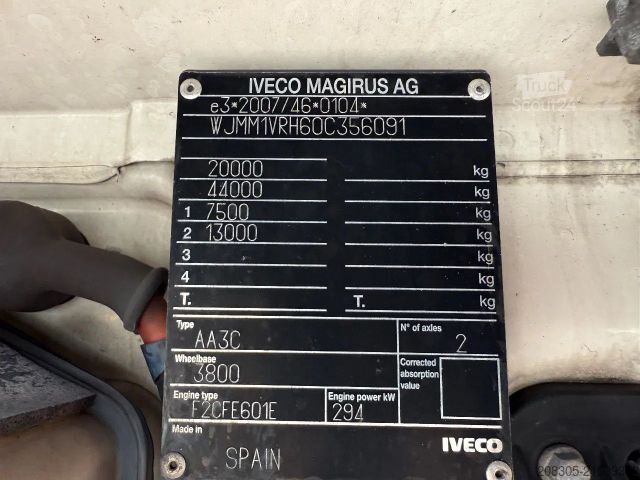 IVECO MAGIRUS AG
e3*2007/46*0104*
WJMM1VRH60C356091
20000 kg
44000 kg
1 7500 kg
2 13000 kg
3 kg
4 kg
T. T. kg
Type N° of axles
AA3C 2
Wheelbase Corrected absorption value
3800
Engine type Engine power kW
F2CFE601E 294
Made in IVECO
SPAIN
Truck
Scout24